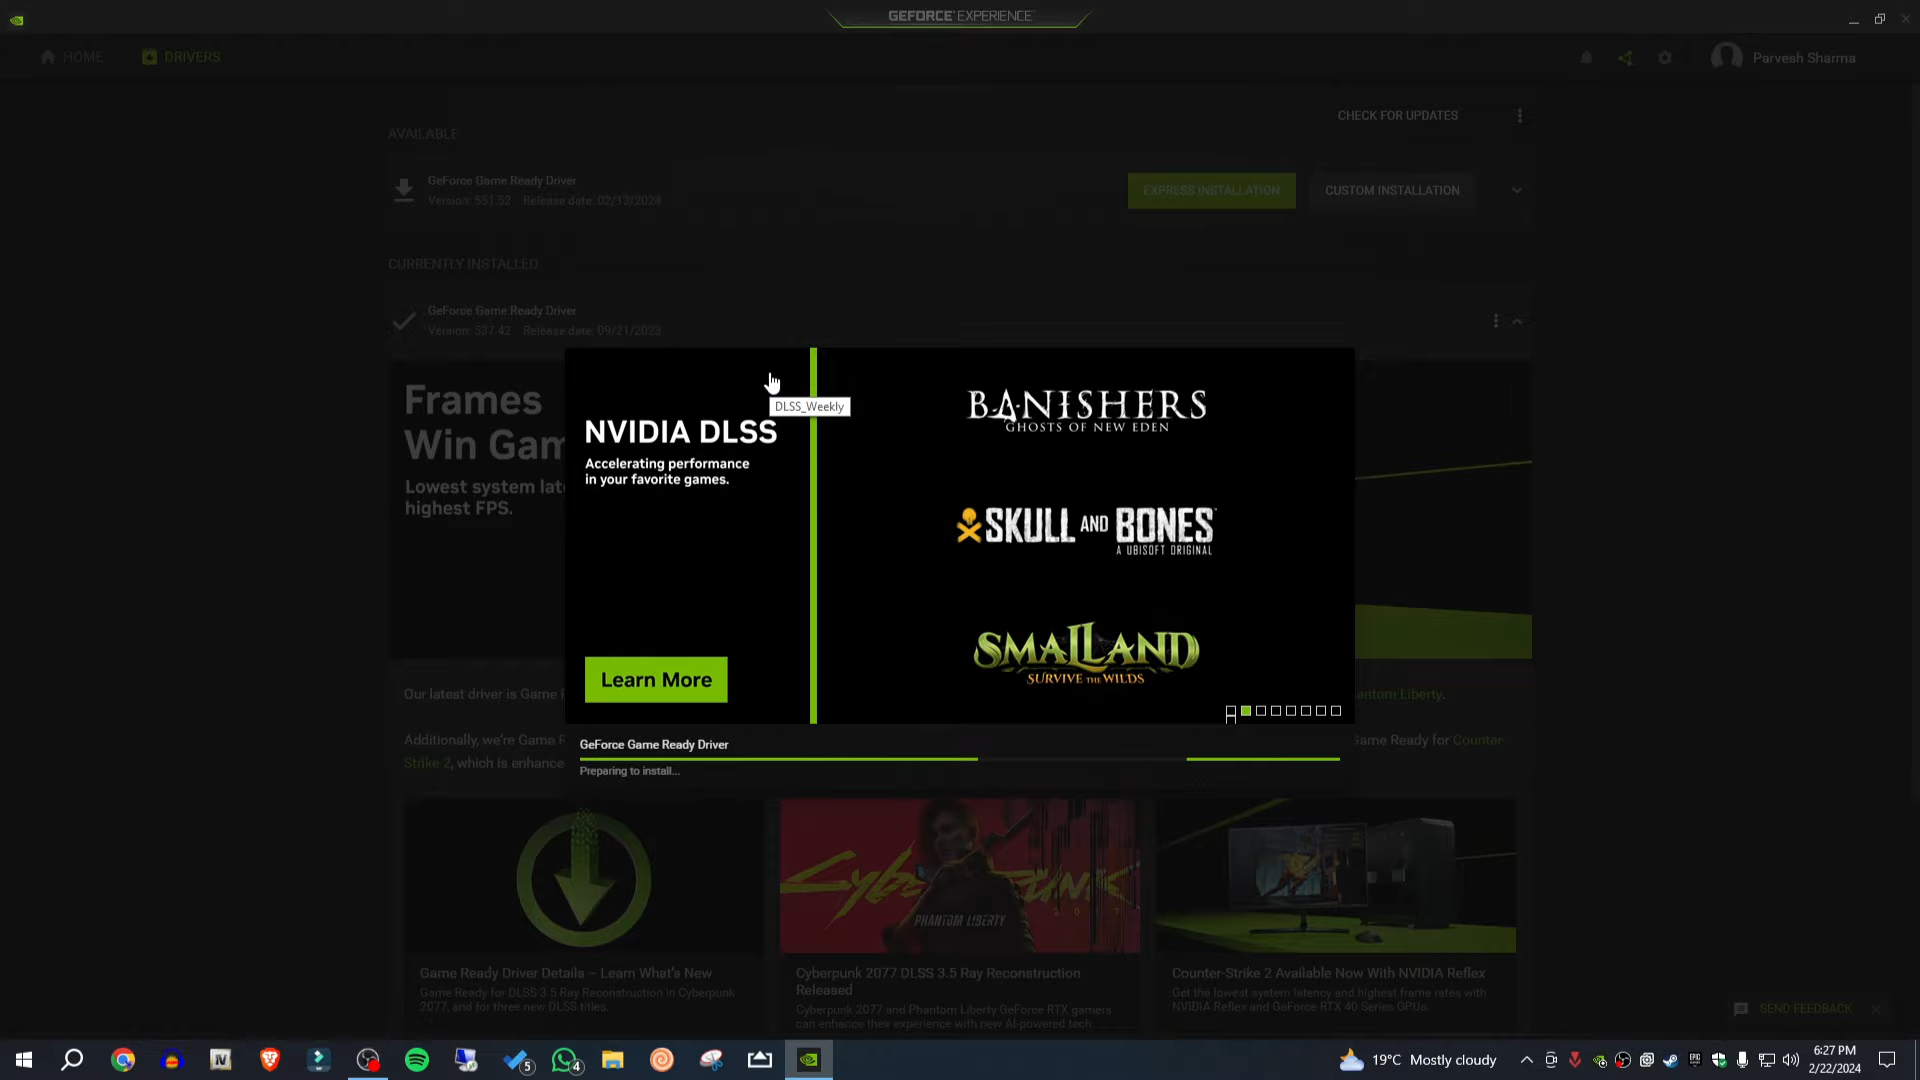 GEFORCE EXPERIENCE
HOME
DRIVERS
Parvesh Sharma
CHECK FOR UPDATES
AVAILABLE
GeForce Game Ready Driver
Version: 551.52 Release date: 02/13/2024
EXPRESS INSTALLATION
CUSTOM INSTALLATION
CURRENTLY INSTALLED
GeForce Game Ready Driver
Version: 537.42 Release date: 09/21/2023
Frames
Win Gam
Lowest system late
highest FPS.
DLSS_Weekly
NVIDIA DLSS
Accelerating performance
in your favorite games.
Learn More
BANISHERS
GHOSTS OF NEW EDEN
SKULL AND BONES
A UBISOFT ORIGINAL
SMALLAND
SURVIVE THE WILDS
Our latest driver is Game R
antom Liberty.
GeForce Game Ready Driver
Preparing to install...
Additionally, we're Game R
Game Ready for Counter-
Strike 2, which is enhance
Cyberpunk
2077
PHANTOM LIBERTY
Game Ready Driver Details – Learn What's New
Game Ready for DLSS 3.5 Ray Reconstruction in Cyberpunk
2077, and for three new DLSS titles.
Cyberpunk 2077 DLSS 3.5 Ray Reconstruction
Released
Cyberpunk 2077 and Phantom Liberty GeForce RTX gamers
can enhance their experience with new AI-powered tech.
Counter-Strike 2 Available Now With NVIDIA Reflex
Get the lowest system latency and highest frame rates with
NVIDIA Reflex and GeForce RTX 40 Series GPUs.
SEND FEEDBACK
IV
5
4
19°C Mostly cloudy
EPIC
6:27 PM
2/22/2024